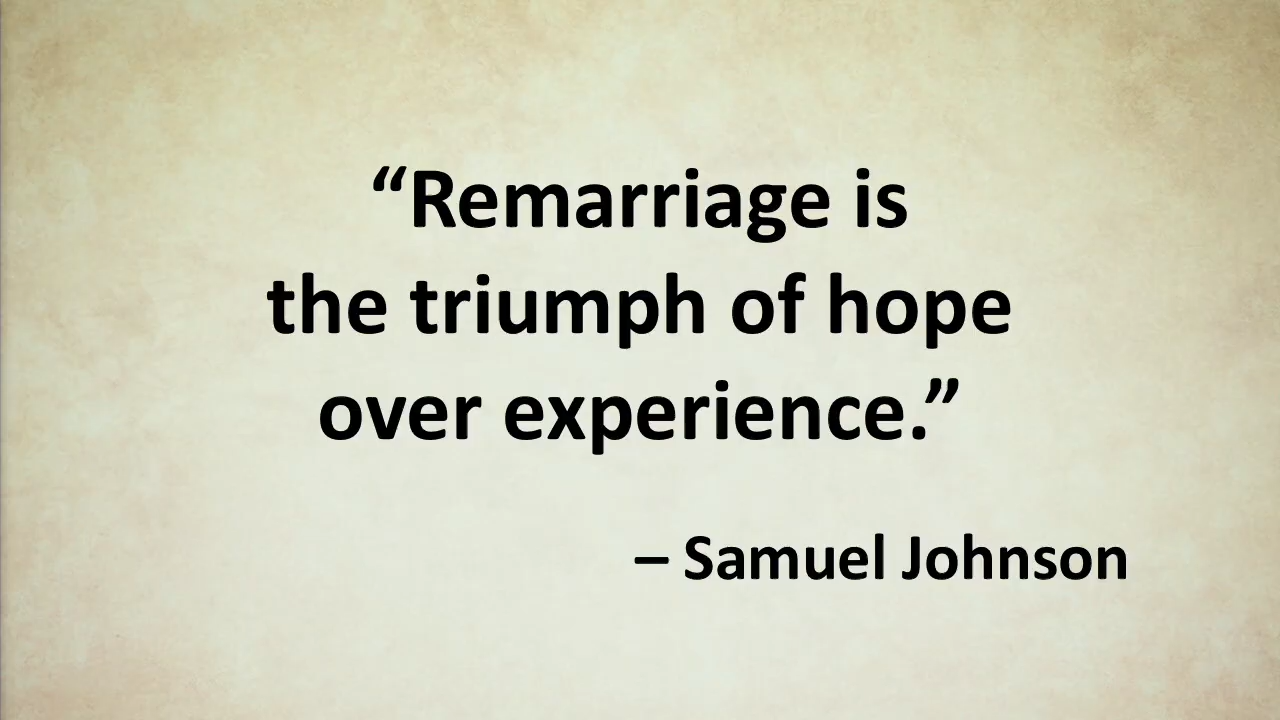 “Remarriage is
the triumph of hope
over experience.”
– Samuel Johnson